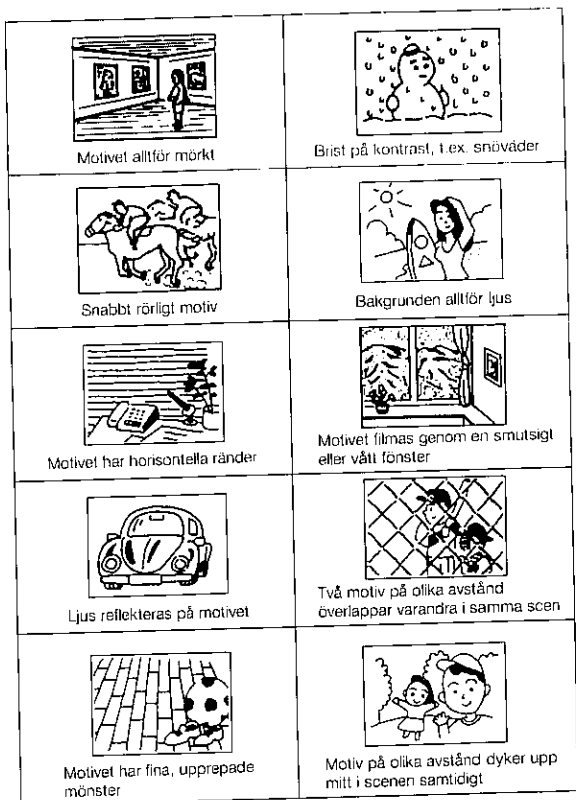 Motivet alltför mörkt
Brist på kontrast, t.ex. snöväder
Snabbt rörligt motiv
Bakgrunden alltför ljus
Motivet har horisontella ränder
Motivet filmas genom en smutsigt
eller vått fönster
Ljus reflekteras på motivet
Två motiv på olika avstånd
överlappar varandra i samma scen
Motivet har fina, upprepade
mönster
Motiv på olika avstånd dyker upp
mitt i scenen samtidigt